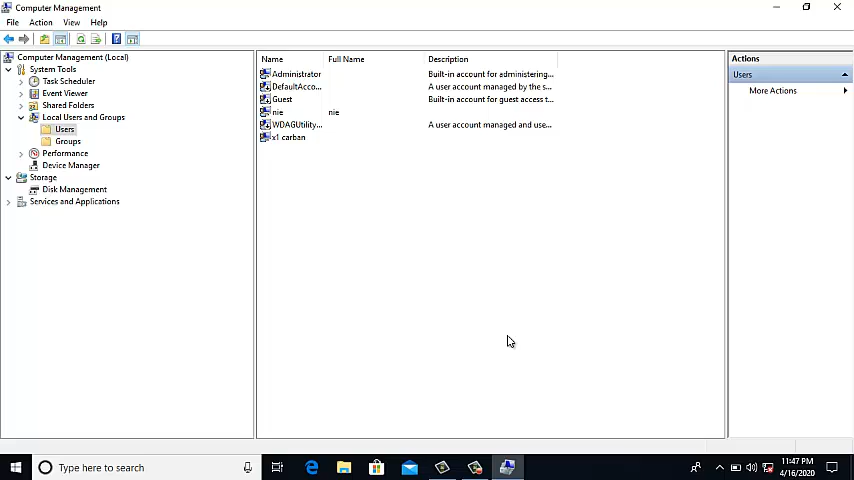 Computer Management
File Action View Help
Computer Management (Local)
System Tools
Task Scheduler
Event Viewer
Shared Folders
Local Users and Groups
Users
Groups
Performance
Device Manager
Storage
Disk Management
Services and Applications
Name Full Name Description
Administrator Built-in account for administering...
DefaultAcco... A user account managed by the s...
Guest Built-in account for guest access t...
nie nie
WDAGUtility... A user account managed and use...
x1 carban
Actions
Users
More Actions
Type here to search
11:47 PM
4/16/2020